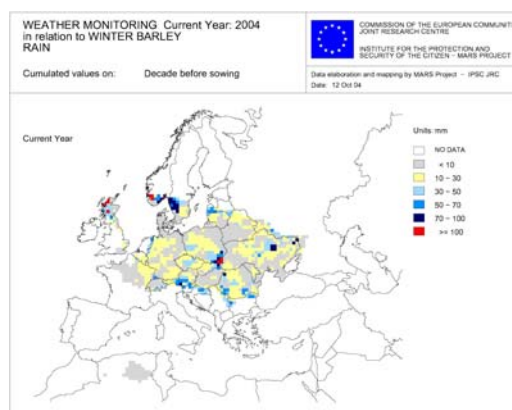 WEATHER MONITORING Current Year: 2004
in relation to WINTER BARLEY
RAIN
Cumulated values on: Decade before sowing
COMMISSION OF THE EUROPEAN COMMUNIT
JOINT RESEARCH CENTRE
INSTITUTE FOR THE PROTECTION AND
SECURITY OF THE CITIZEN - MARS PROJECT
Data elaboration and mapping by MARS Project - IPSC JRC
Date: 12 Oct 04
Current Year
Units: mm
NO DATA
< 10
10 - 30
30 - 50
50 - 70
70 - 100
>> 100